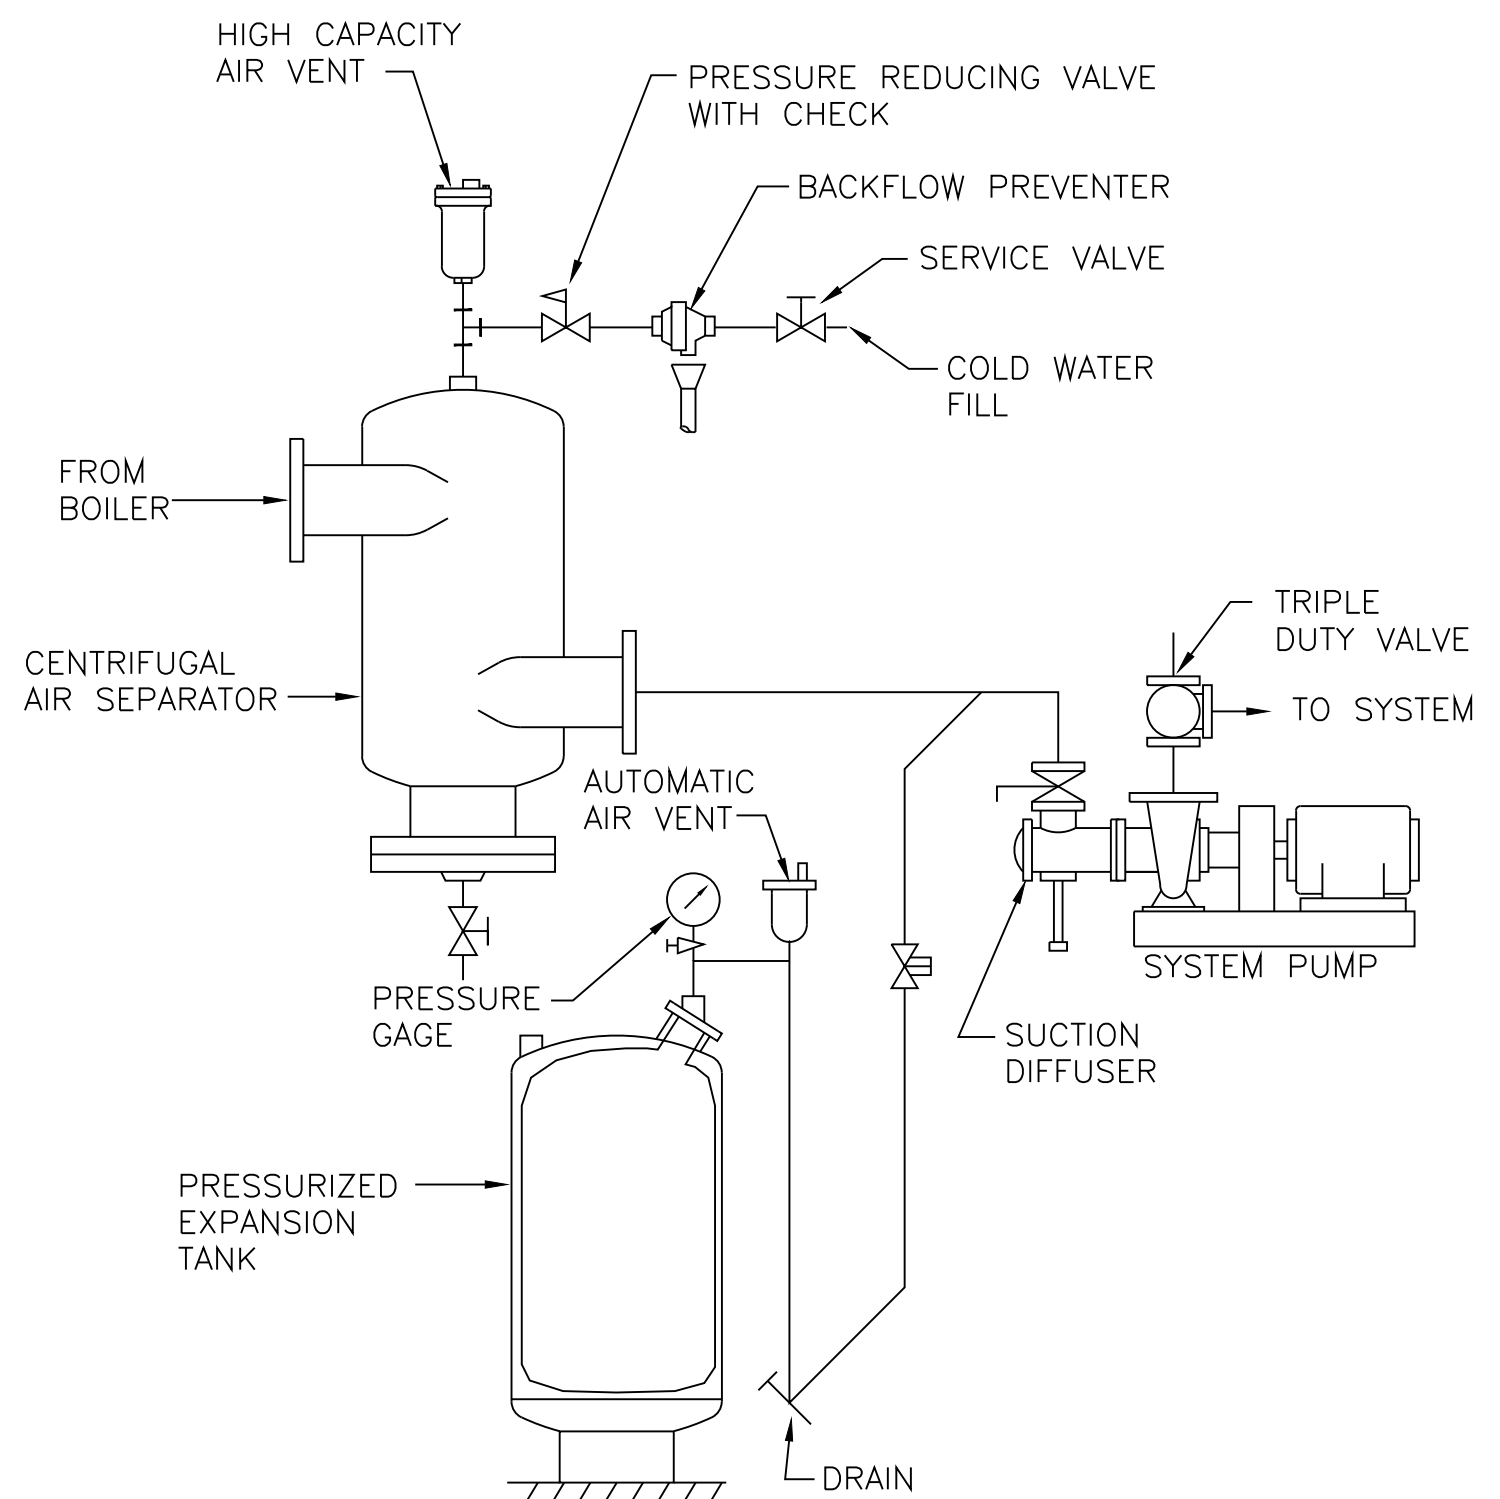 HIGH CAPACITY
AIR VENT
PRESSURE REDUCING VALVE
WITH CHECK
BACKFLOW PREVENTER
SERVICE VALVE
COLD WATER
FILL
FROM
BOILER
TRIPLE
DUTY VALVE
CENTRIFUGAL
AIR SEPARATOR
TO SYSTEM
AUTOMATIC
AIR VENT
SYSTEM PUMP
PRESSURE
GAGE
SUCTION
DIFFUSER
PRESSURIZED
EXPANSION
TANK
DRAIN